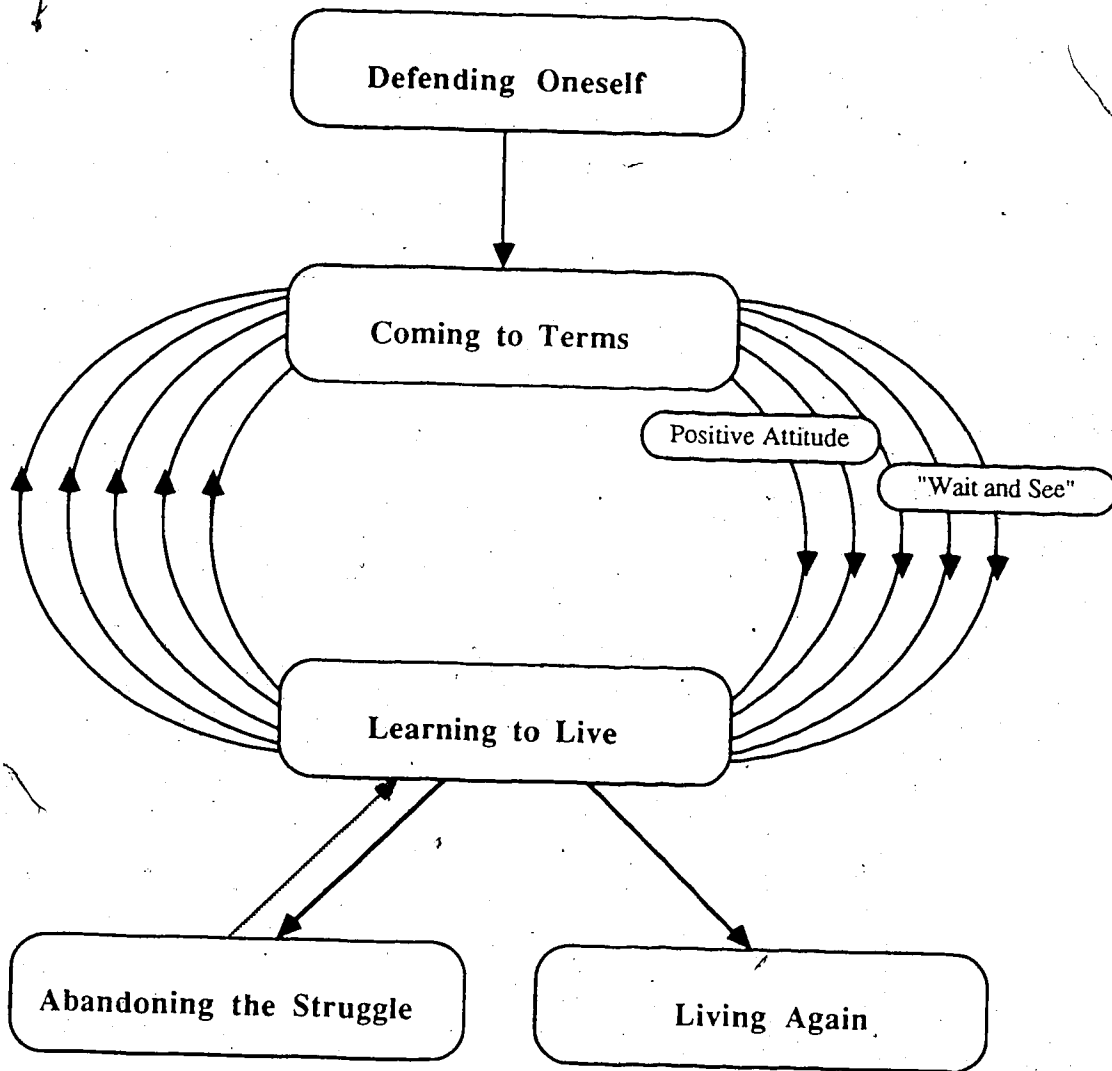 Defending Oneself
Coming to Terms
Positive Attitude
"Wait and See"
Learning to Live
Abandoning the Struggle
Living Again